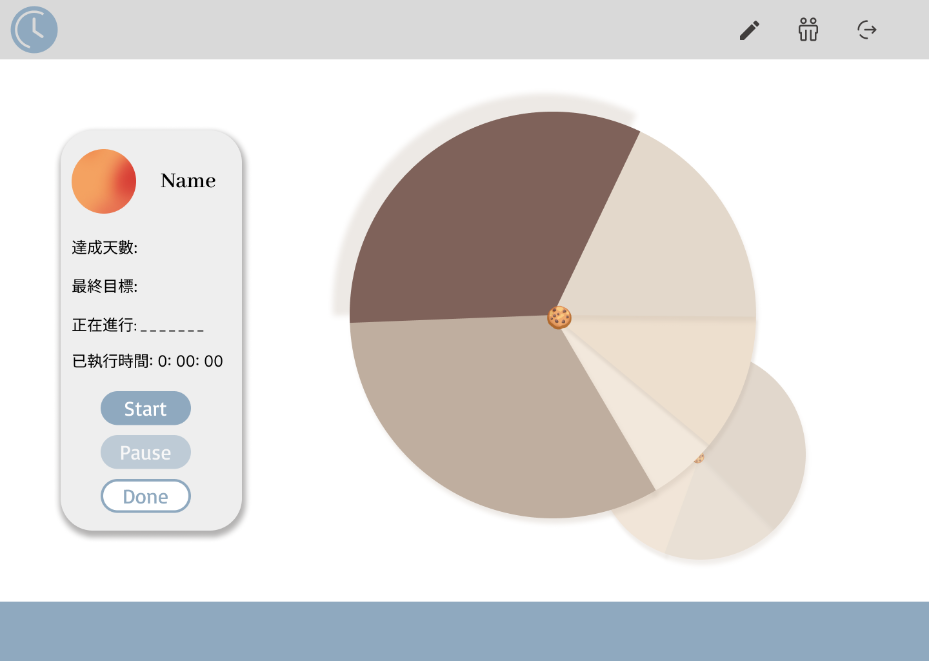 Name
達成天數:
最終目標:
正在進行: _ _ _ _ _ _ _
已執行時間: 0: 00: 00
Start
Pause
Done